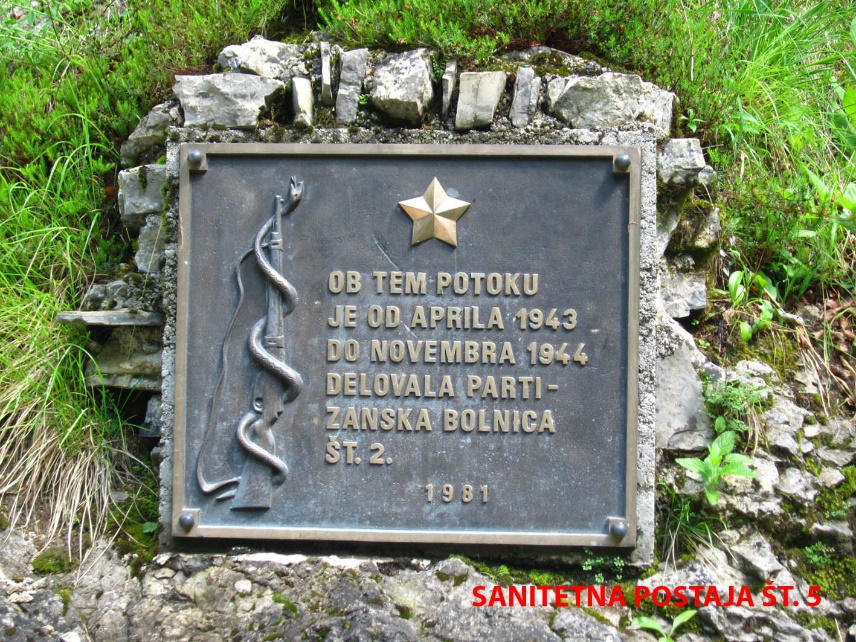 OB TEM POTOKU
JE OD APRILA 1943
DO NOVEMBRA 1944
DELOVALA PARTI-
ZANSKA BOLNICA
ŠT. 2.
1981
SANITETNA POSTAJA ŠT. 5